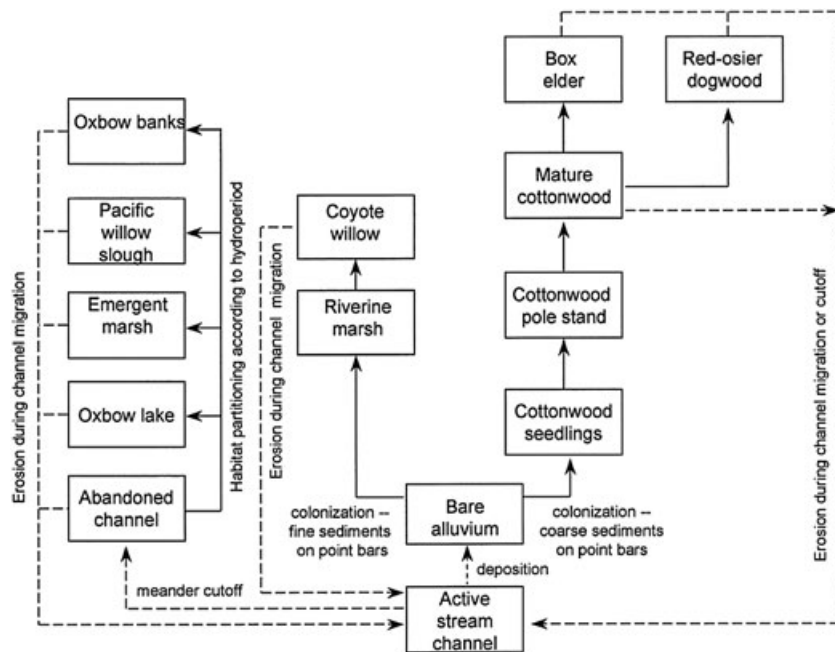 Box
elder
Red-osier
dogwood
Oxbow banks
Mature
cottonwood
Pacific
willow
slough
Coyote
willow
Habitat partitioning according to hydroperiod
Erosion during channel migration
Emergent
marsh
Riverine
marsh
Erosion during channel migration
Cottonwood
pole stand
Erosion during channel migration or cutoff
Oxbow lake
Cottonwood
seedlings
Abandoned
channel
colonization --
fine sediments
on point bars
Bare
alluvium
colonization --
coarse sediments
on point bars
deposition
meander cutoff
Active
stream
channel